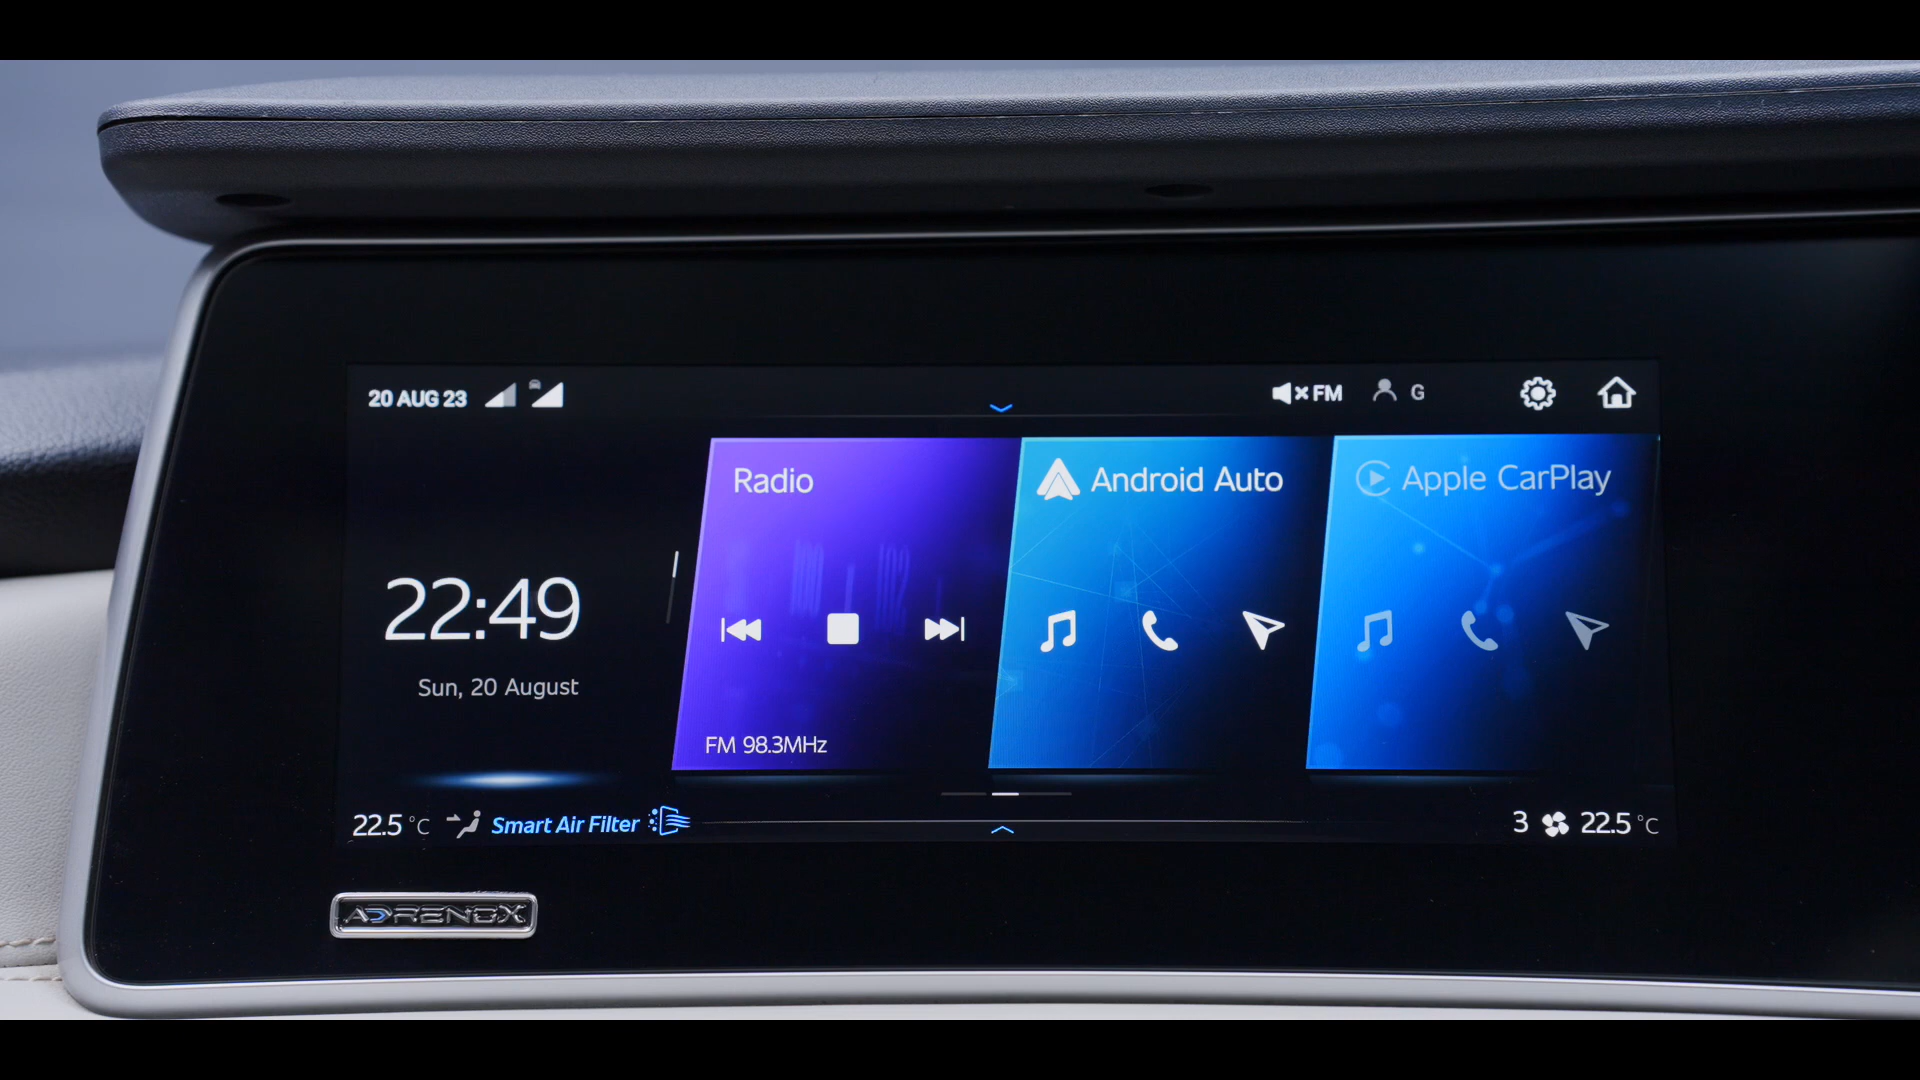 20 AUG 23
FM
G
Radio
Android Auto
Apple CarPlay
22:49
Sun, 20 August
FM 98.3MHz
22.5 °C
Smart Air Filter
3
22.5 °C
ADRENOX